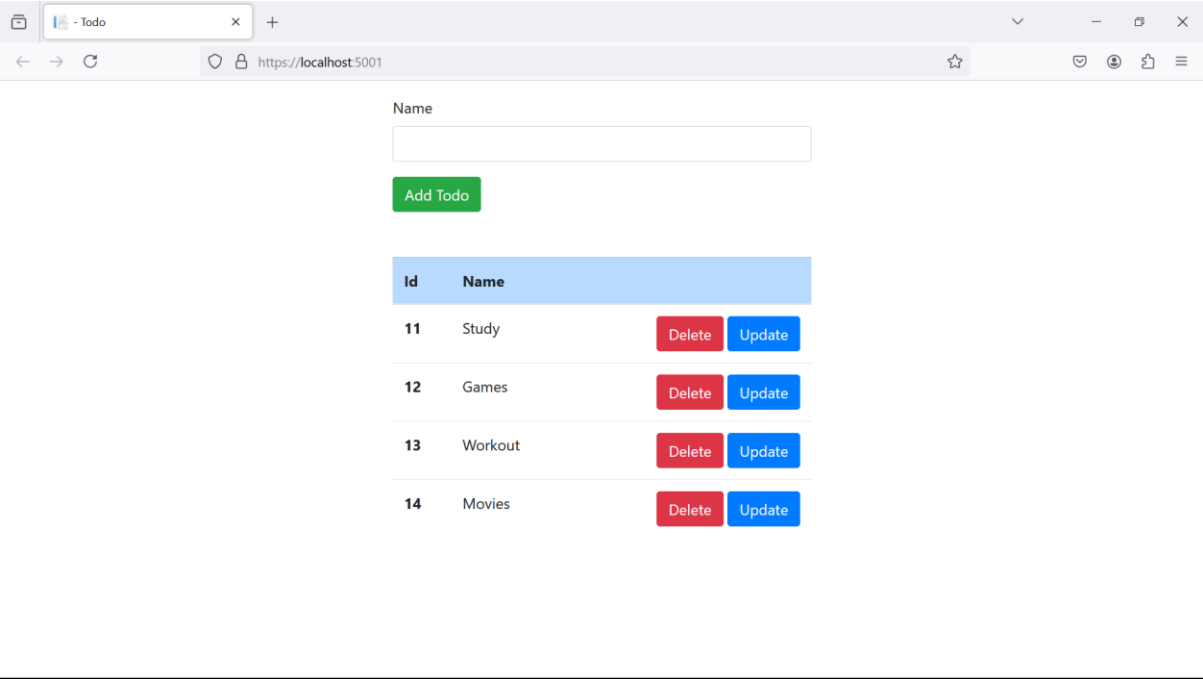 - Todo
https://localhost:5001
Name
Add Todo
Id Name
11 Study Delete Update
12 Games Delete Update
13 Workout Delete Update
14 Movies Delete Update